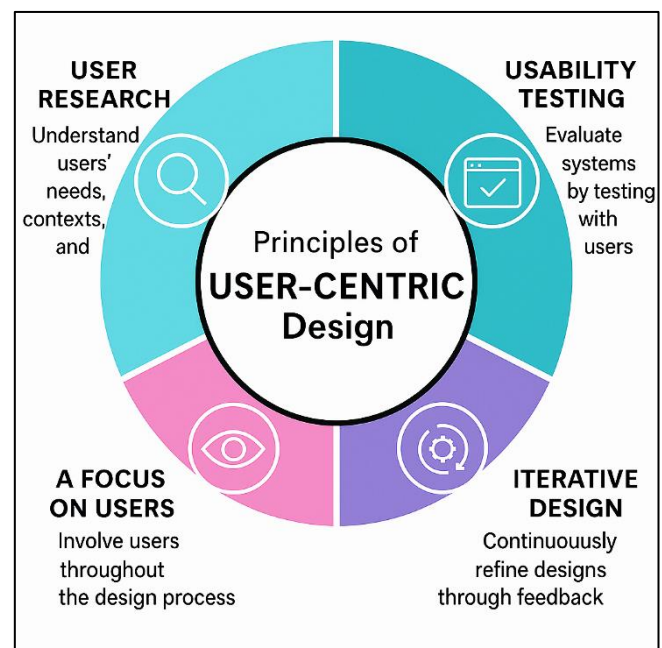 USER
RESEARCH
Understand
users'
needs,
contexts,
and
USABILITY
TESTING
Evaluate
systems
by testing
with
users
Principles of
USER-CENTRIC
Design
A FOCUS
ON USERS
Involve users
throughout
the design process
ITERATIVE
DESIGN
Continuouusly
refine designs
through feedback